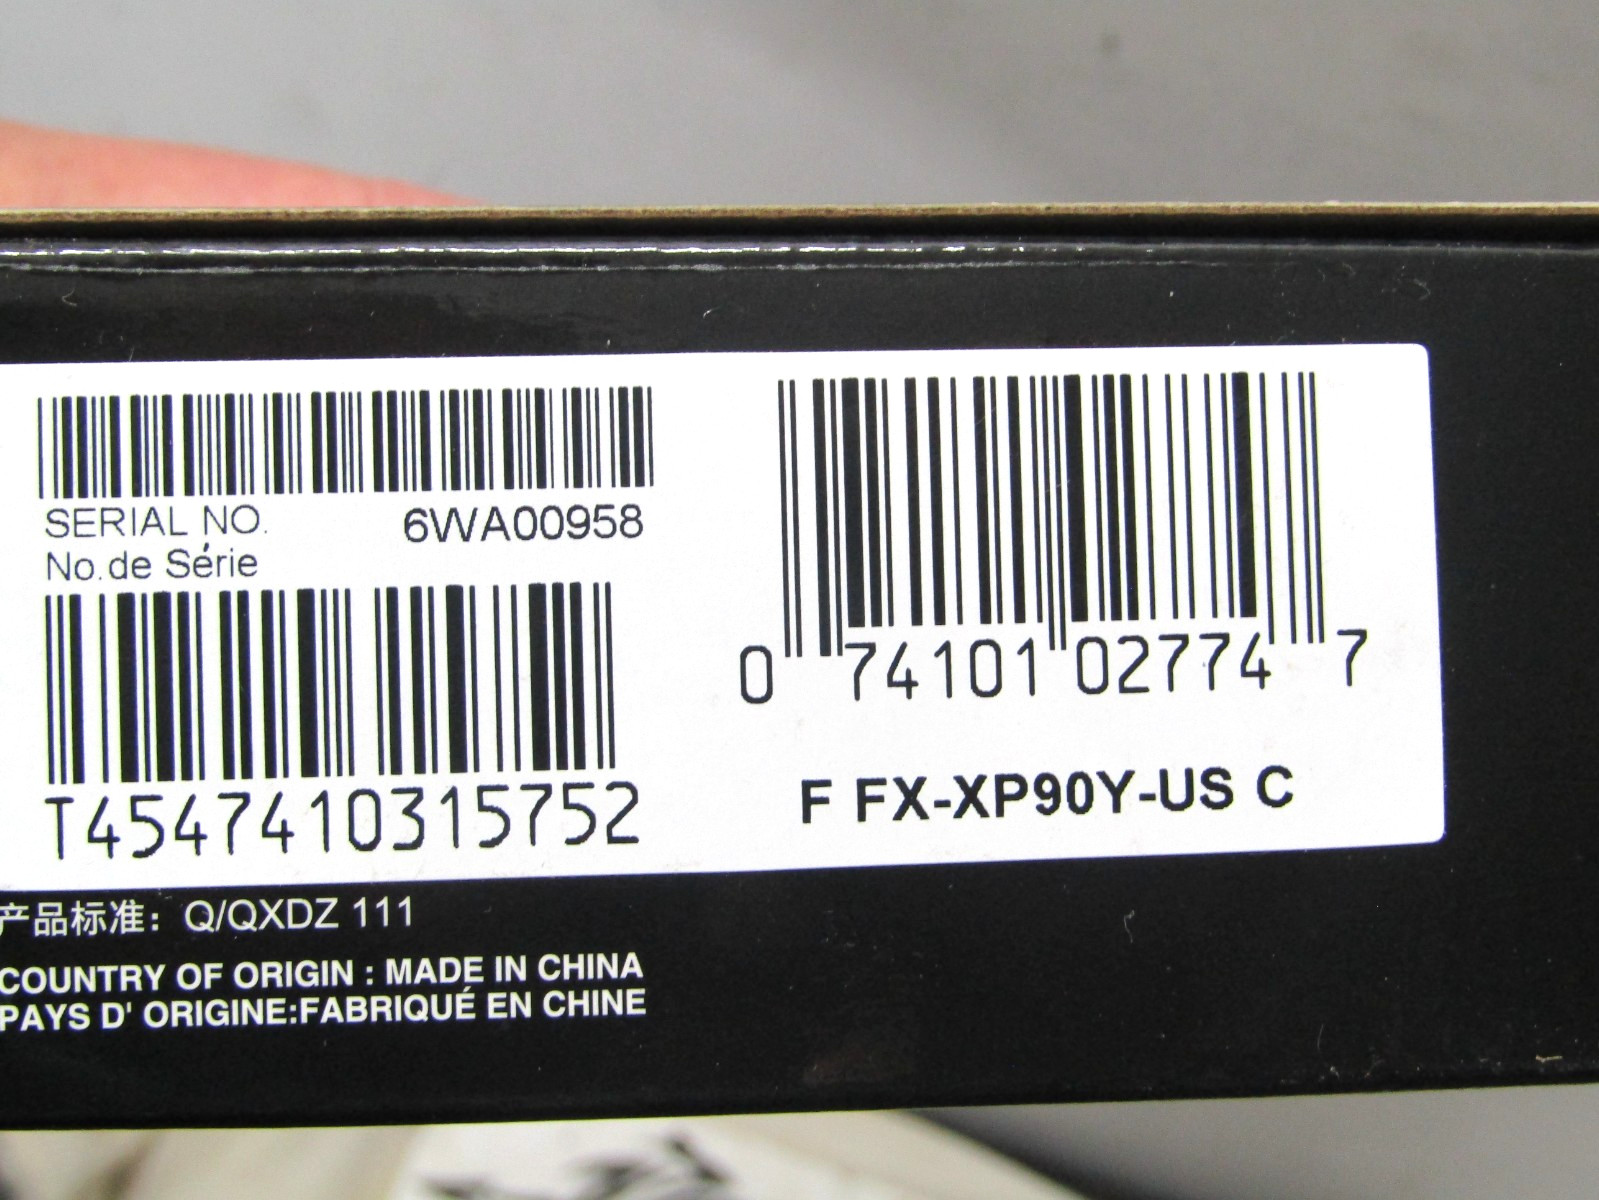 SERIAL NO. 6WA00958
No. de Série
T4547410315752
0 74101 02774 7
F FX-XP90Y-US C
产品标准: Q/QXDZ 111
COUNTRY OF ORIGIN : MADE IN CHINA
PAYS D' ORIGINE:FABRIQUÉ EN CHINE